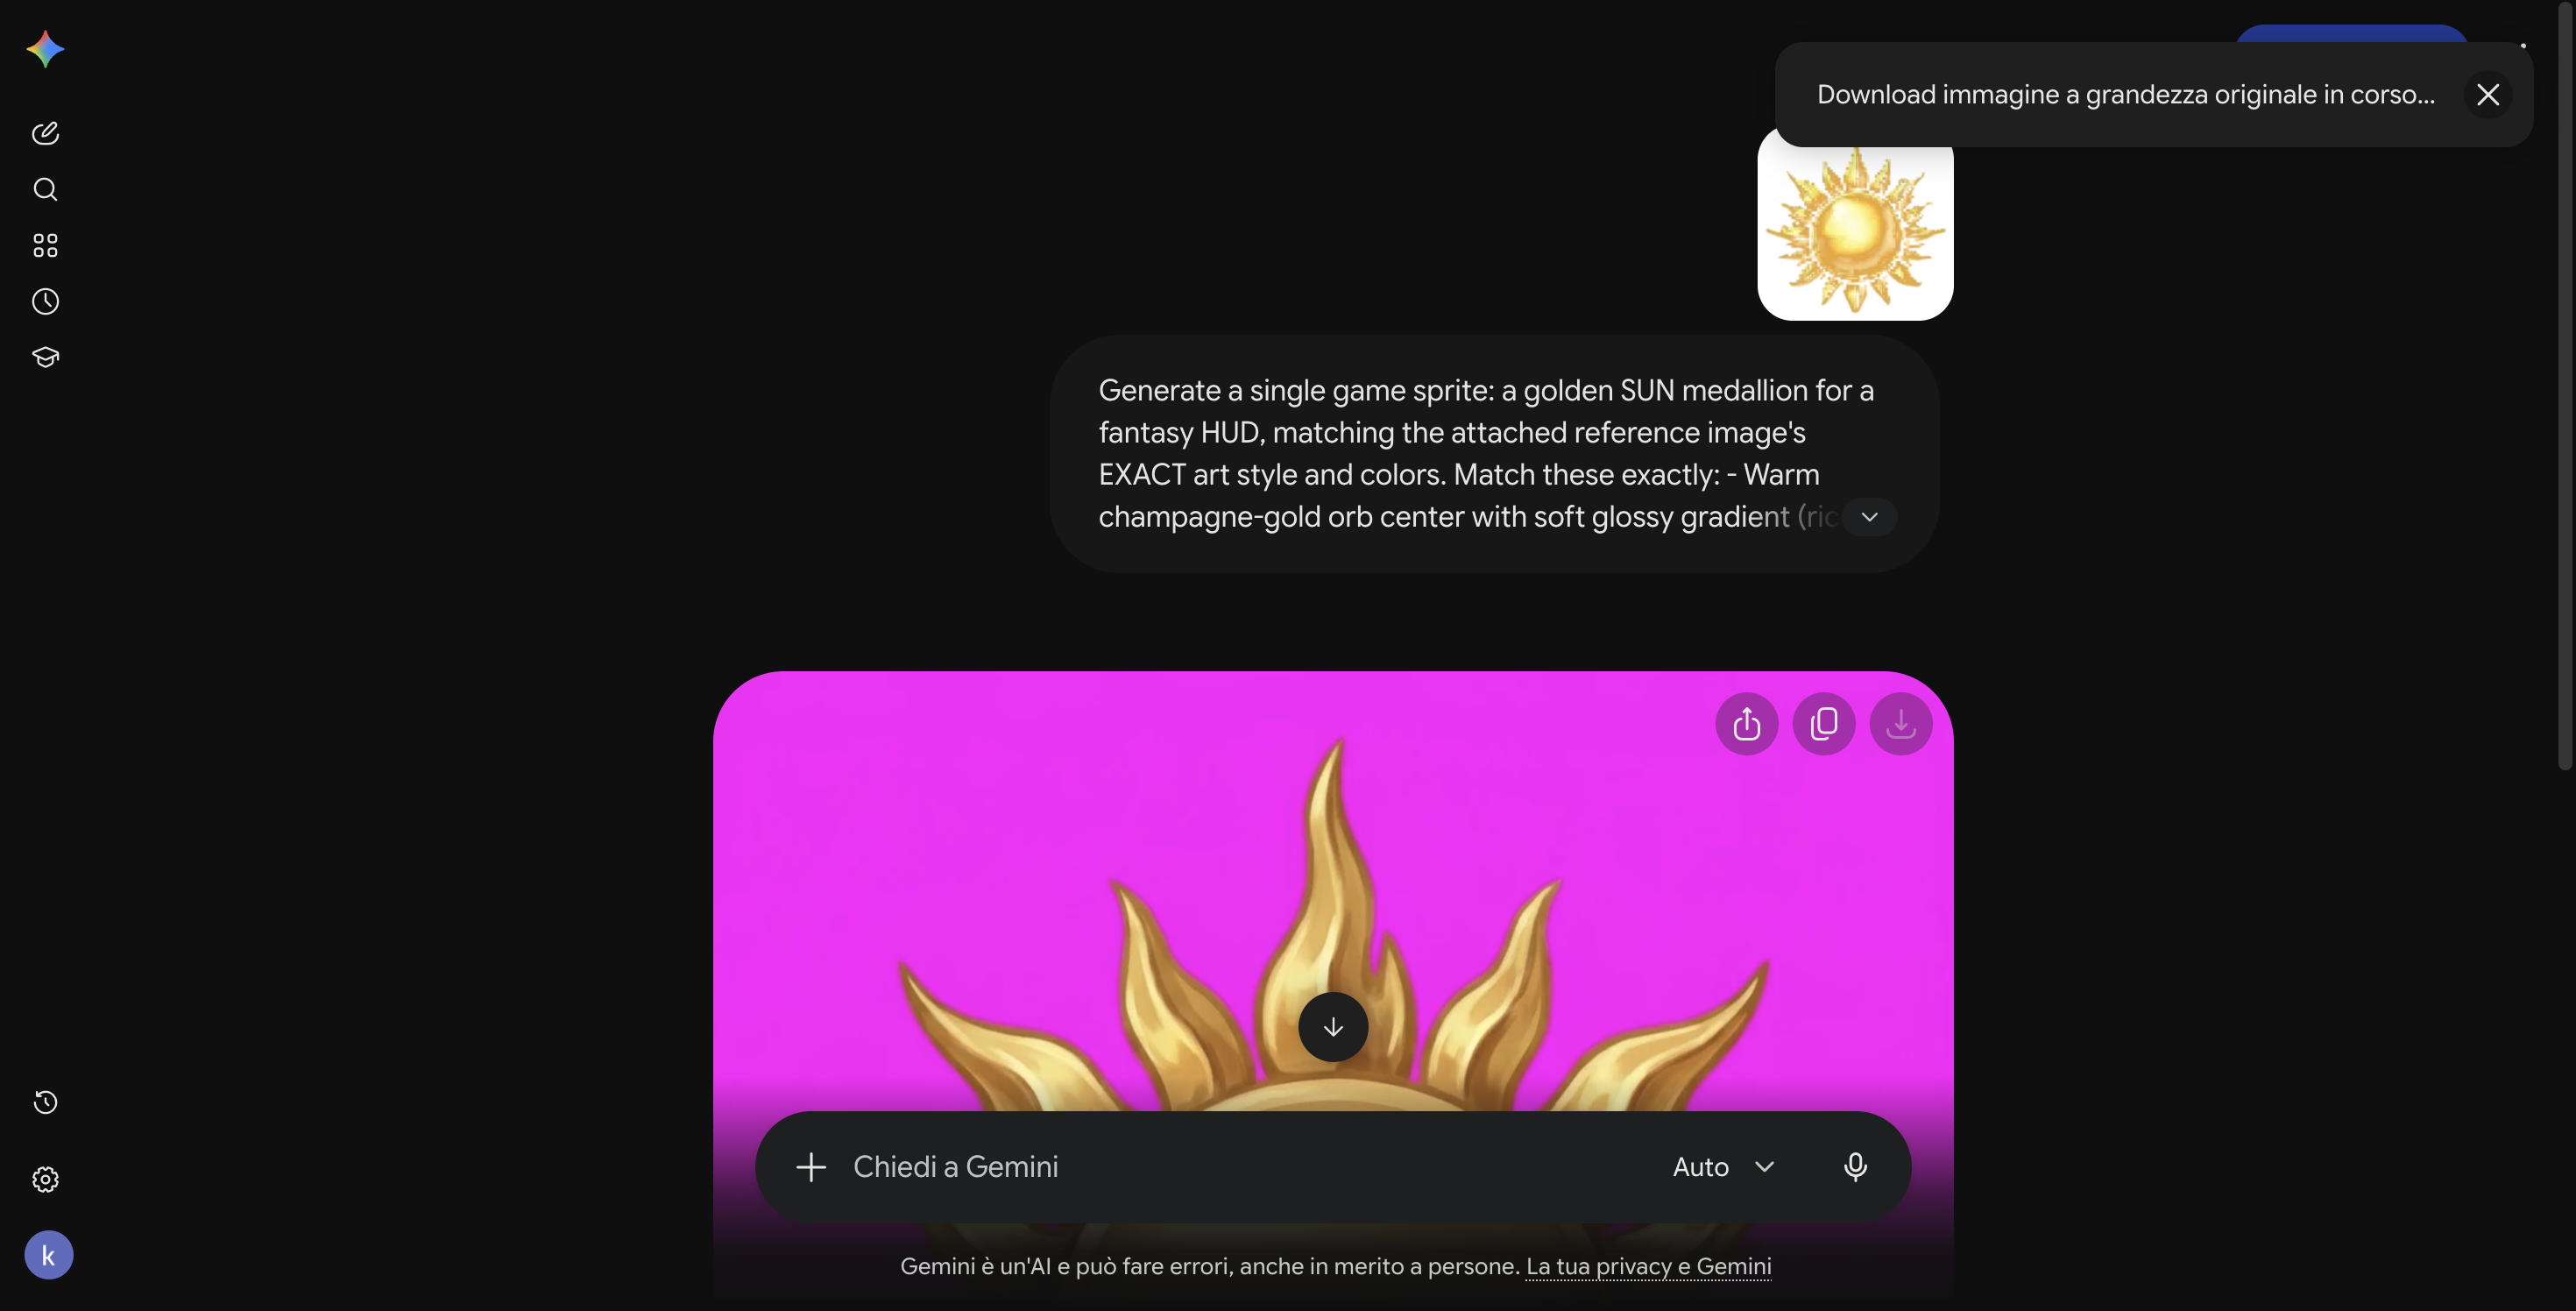 Download immagine a grandezza originale in corso...
Generate a single game sprite: a golden SUN medallion for a
fantasy HUD, matching the attached reference image's
EXACT art style and colors. Match these exactly: - Warm
champagne-gold orb center with soft glossy gradient (ric
Chiedi a Gemini
Auto
k
Gemini è un'AI e può fare errori, anche in merito a persone. La tua privacy e Gemini